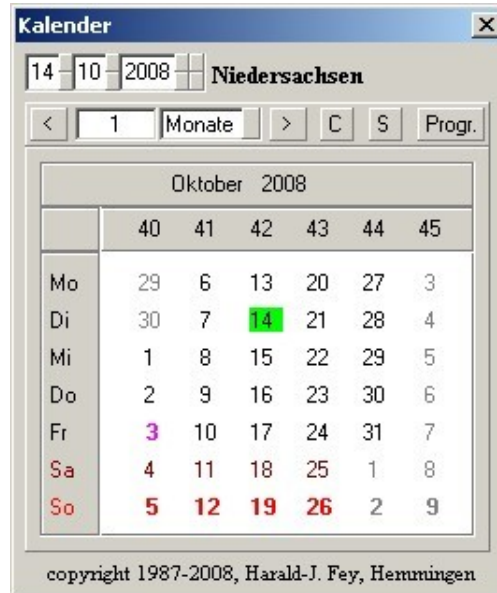 Kalender
14 10 2008 Niedersachsen
< 1 Monate > C S Progr.
Oktober 2008
40 41 42 43 44 45
Mo 29 6 13 20 27 3
Di 30 7 14 21 28 4
Mi 1 8 15 22 29 5
Do 2 9 16 23 30 6
Fr 3 10 17 24 31 7
Sa 4 11 18 25 1 8
So 5 12 19 26 2 9
copyright 1987-2008, Harald-J. Fey, Hemmingen